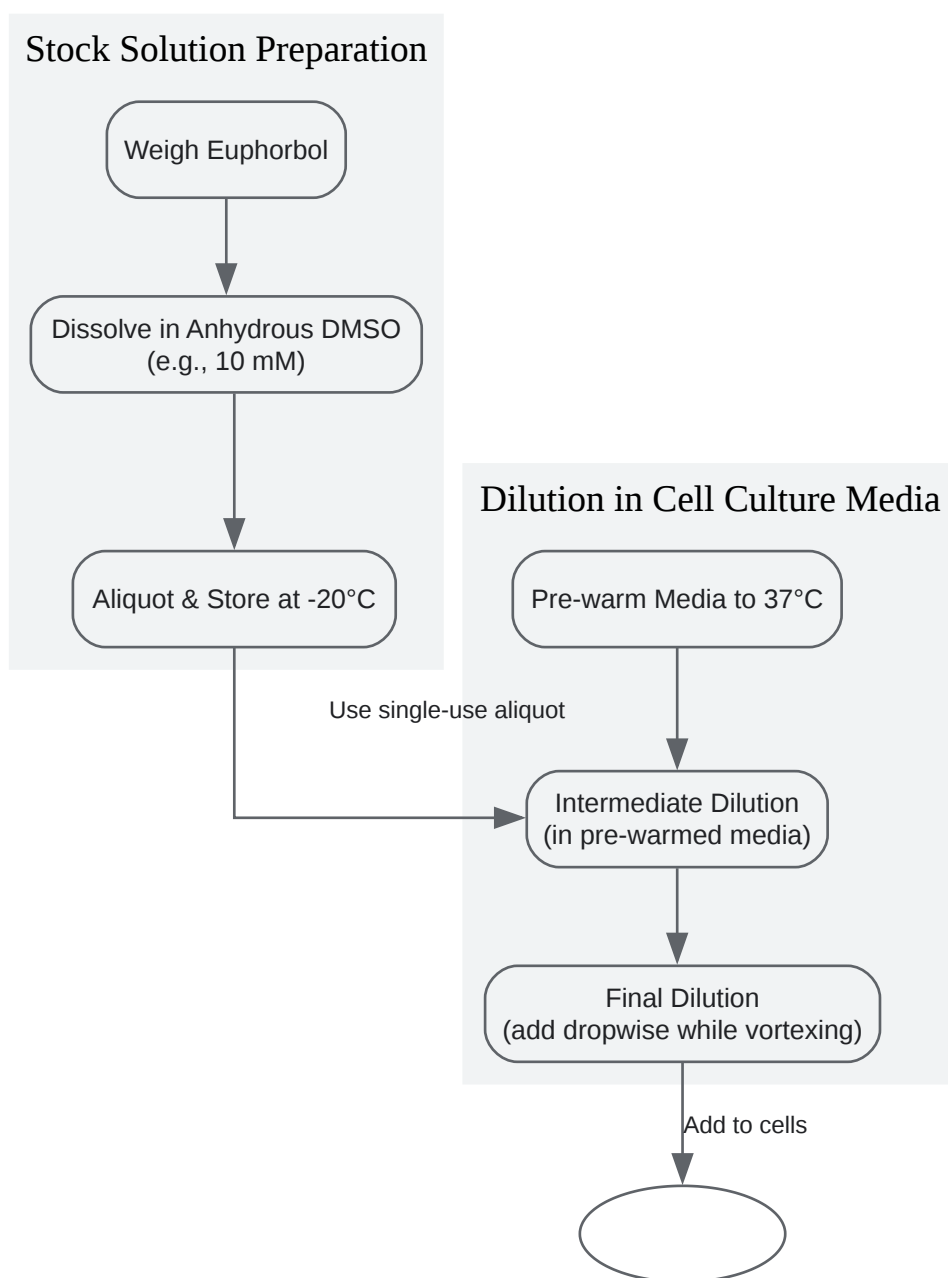 Stock Solution Preparation
Weigh Euphorbol
Dissolve in Anhydrous DMSO
(e.g., 10 mM)
Aliquot & Store at -20°C
Use single-use aliquot
Dilution in Cell Culture Media
Pre-warm Media to 37°C
Intermediate Dilution
(in pre-warmed media)
Final Dilution
(add dropwise while vortexing)
Add to cells